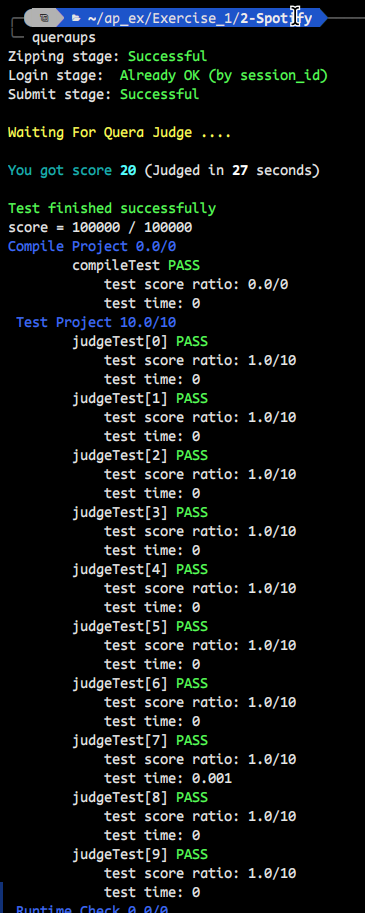 ~/ap_ex/Exercise_1/2-Spotify
queraups
Zipping stage: Successful
Login stage:  Already OK (by session_id)
Submit stage: Successful
Waiting For Quera Judge ....
You got score 20 (Judged in 27 seconds)
Test finished successfully
score = 100000 / 100000
Compile Project 0.0/0
compileTest PASS
test score ratio: 0.0/0
test time: 0
Test Project 10.0/10
judgeTest[0] PASS
test score ratio: 1.0/10
test time: 0
judgeTest[1] PASS
test score ratio: 1.0/10
test time: 0
judgeTest[2] PASS
test score ratio: 1.0/10
test time: 0
judgeTest[3] PASS
test score ratio: 1.0/10
test time: 0
judgeTest[4] PASS
test score ratio: 1.0/10
test time: 0
judgeTest[5] PASS
test score ratio: 1.0/10
test time: 0
judgeTest[6] PASS
test score ratio: 1.0/10
test time: 0
judgeTest[7] PASS
test score ratio: 1.0/10
test time: 0.001
judgeTest[8] PASS
test score ratio: 1.0/10
test time: 0
judgeTest[9] PASS
test score ratio: 1.0/10
test time: 0
Runtime Check 0.0/0